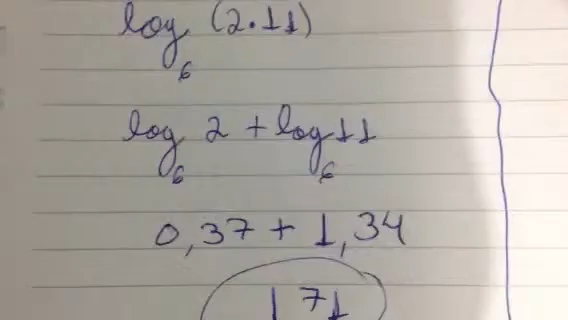 log₆ (2.11)
log₆ 2 + log₆ 11
0,37 + 1,34
1 71